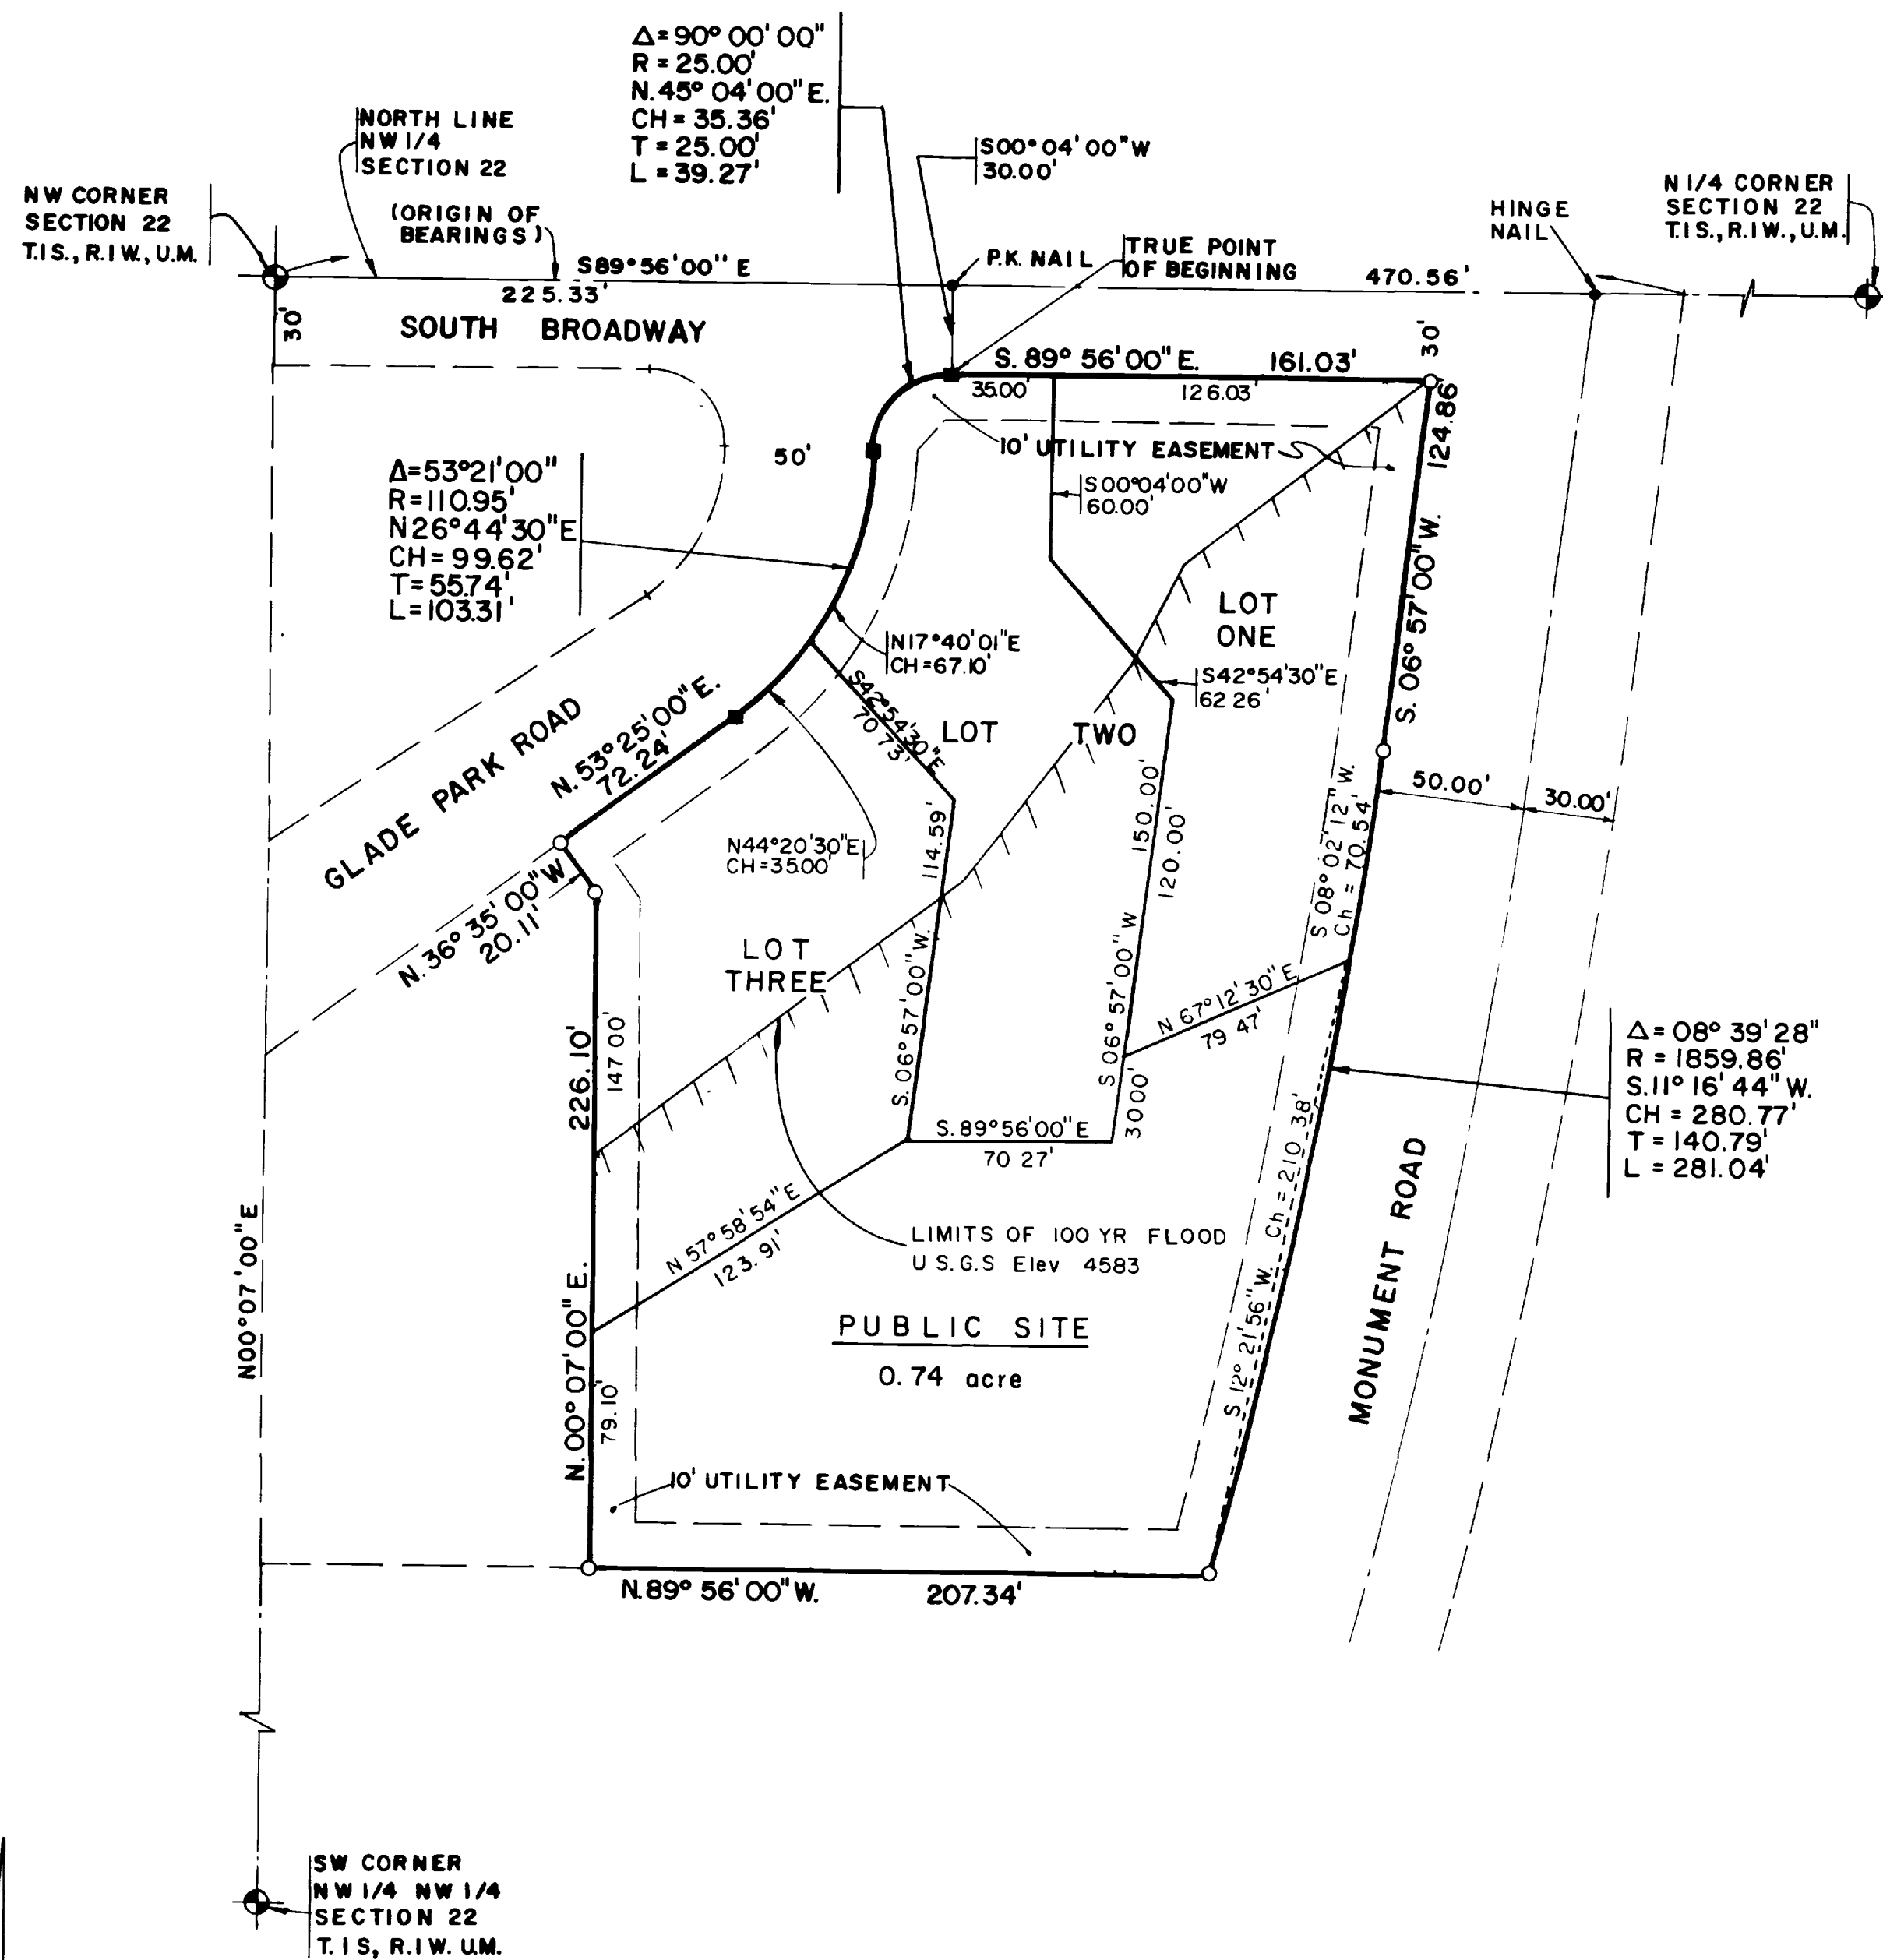 Δ=90° 00' 00"
R = 25.00'
N.45° 04' 00" E.
CH = 35.36'
T = 25.00'
L = 39.27'
NORTH LINE
NW 1/4
SECTION 22
S00° 04' 00" W
30.00'
NW CORNER
SECTION 22
T.1S., R.1W., U.M.
(ORIGIN OF
BEARINGS)
N 1/4 CORNER
SECTION 22
T.1S., R.1W., U.M.
HINGE
NAIL
S89°56'00" E
225.33'
P.K. NAIL
TRUE POINT
OF BEGINNING
470.56'
30'
SOUTH BROADWAY
S. 89° 56' 00" E. 161.03'
30'
35.00'
126.03'
124.86'
50'
10' UTILITY EASEMENT
Δ=53°21'00"
R=110.95'
N26°44'30"E
CH=99.62'
T=55.74'
L=103.31'
S00°04'00"W
60.00'
S. 06° 57' 00" W.
LOT
ONE
N17°40'01"E
CH=67.10'
S42°54'30"E
62 26'
S42°54'30"E
70 73'
LOT TWO
N. 53° 25' 00" E.
72.24'
GLADE PARK ROAD
50.00'
30.00'
150.00'
120.00'
114.59'
S 08° 02' 12" W.
Ch = 70.54'
N44°20'30"E
CH=35.00'
N. 36° 35' 00" W
20.11'
LOT
THREE
S. 06° 57' 00" W.
S 06° 57' 00" W
N 67° 12' 30" E
79 47'
226.10'
147 00'
Δ = 08° 39' 28"
R = 1859.86'
S. 11° 16' 44" W.
CH = 280.77'
T = 140.79'
L = 281.04'
S. 89°56'00" E
70 27'
30 00'
N 57° 58' 54" E
123.91'
LIMITS OF 100 YR FLOOD
U S.G.S Elev 4583
S 12° 21' 56" W. Ch = 210 38'
MONUMENT ROAD
N00°07'00"E
PUBLIC SITE
0.74 acre
N. 00° 07' 00" E.
79.10'
10' UTILITY EASEMENT
N. 89° 56' 00" W. 207.34'
SW CORNER
NW 1/4 NW 1/4
SECTION 22
T. 1 S, R.1 W. U.M.